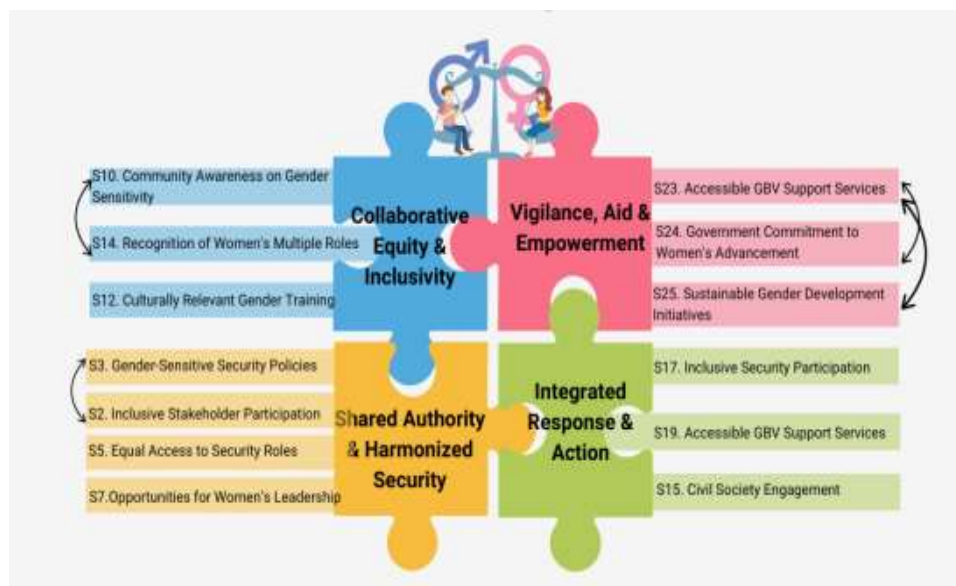 S10. Community Awareness on Gender
Sensitivity
S14. Recognition of Women's Multiple Roles
S12. Culturally Relevant Gender Training
Collaborative
Equity &
Inclusivity
Vigilance, Aid &
Empowerment
S23. Accessible GBV Support Services
S24. Government Commitment to
Women's Advancement
S25. Sustainable Gender Development
Initiatives
S3. Gender-Sensitive Security Policies
S2. Inclusive Stakeholder Participation
S5. Equal Access to Security Roles
S7.Opportunities for Women's Leadership
Shared Authority
& Harmonized
Security
Integrated
Response &
Action
S17. Inclusive Security Participation
S19. Accessible GBV Support Services
S15. Civil Society Engagement